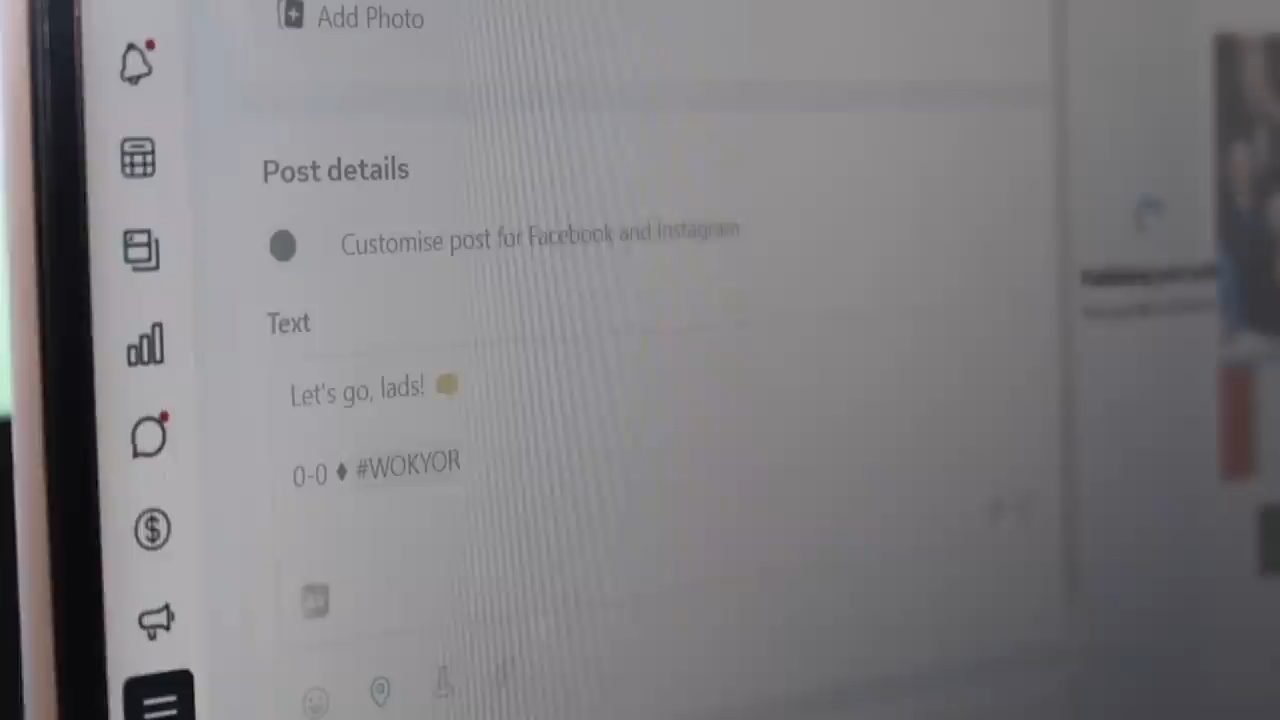 Add Photo
Post details
Customise post for Facebook and Instagram
Text
Let's go, lads!
0-0 ♦ #WOKYOR